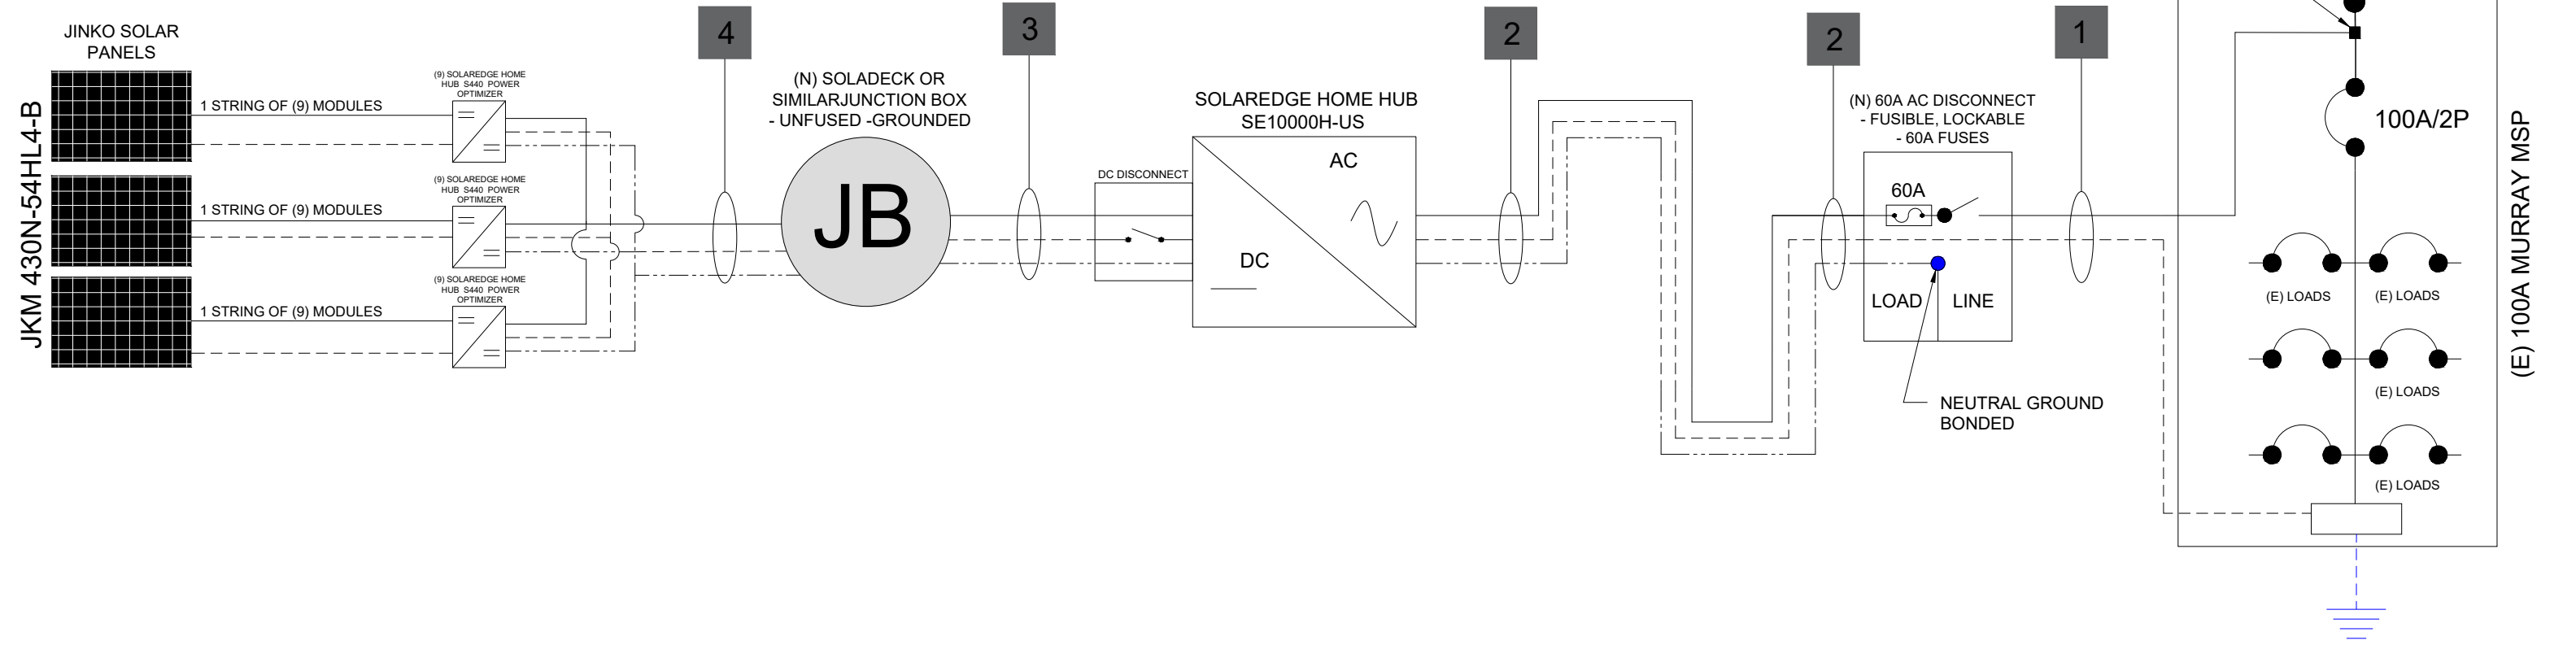 JINKO SOLAR
PANELS
JKM 430N-54HL4-B
1 STRING OF (9) MODULES
(9) SOLAREDGE HOME
HUB S440 POWER
OPTIMIZER
1 STRING OF (9) MODULES
(9) SOLAREDGE HOME
HUB S440 POWER
OPTIMIZER
1 STRING OF (9) MODULES
(9) SOLAREDGE HOME
HUB S440 POWER
OPTIMIZER
4
(N) SOLADECK OR
SIMILARJUNCTION BOX
- UNFUSED -GROUNDED
JB
3
DC DISCONNECT
SOLAREDGE HOME HUB
SE10000H-US
AC
DC
2
2
(N) 60A AC DISCONNECT
- FUSIBLE, LOCKABLE
- 60A FUSES
60A
LOAD
LINE
NEUTRAL GROUND
BONDED
1
100A/2P
(E) LOADS
(E) LOADS
(E) LOADS
(E) LOADS
(E) 100A MURRAY MSP